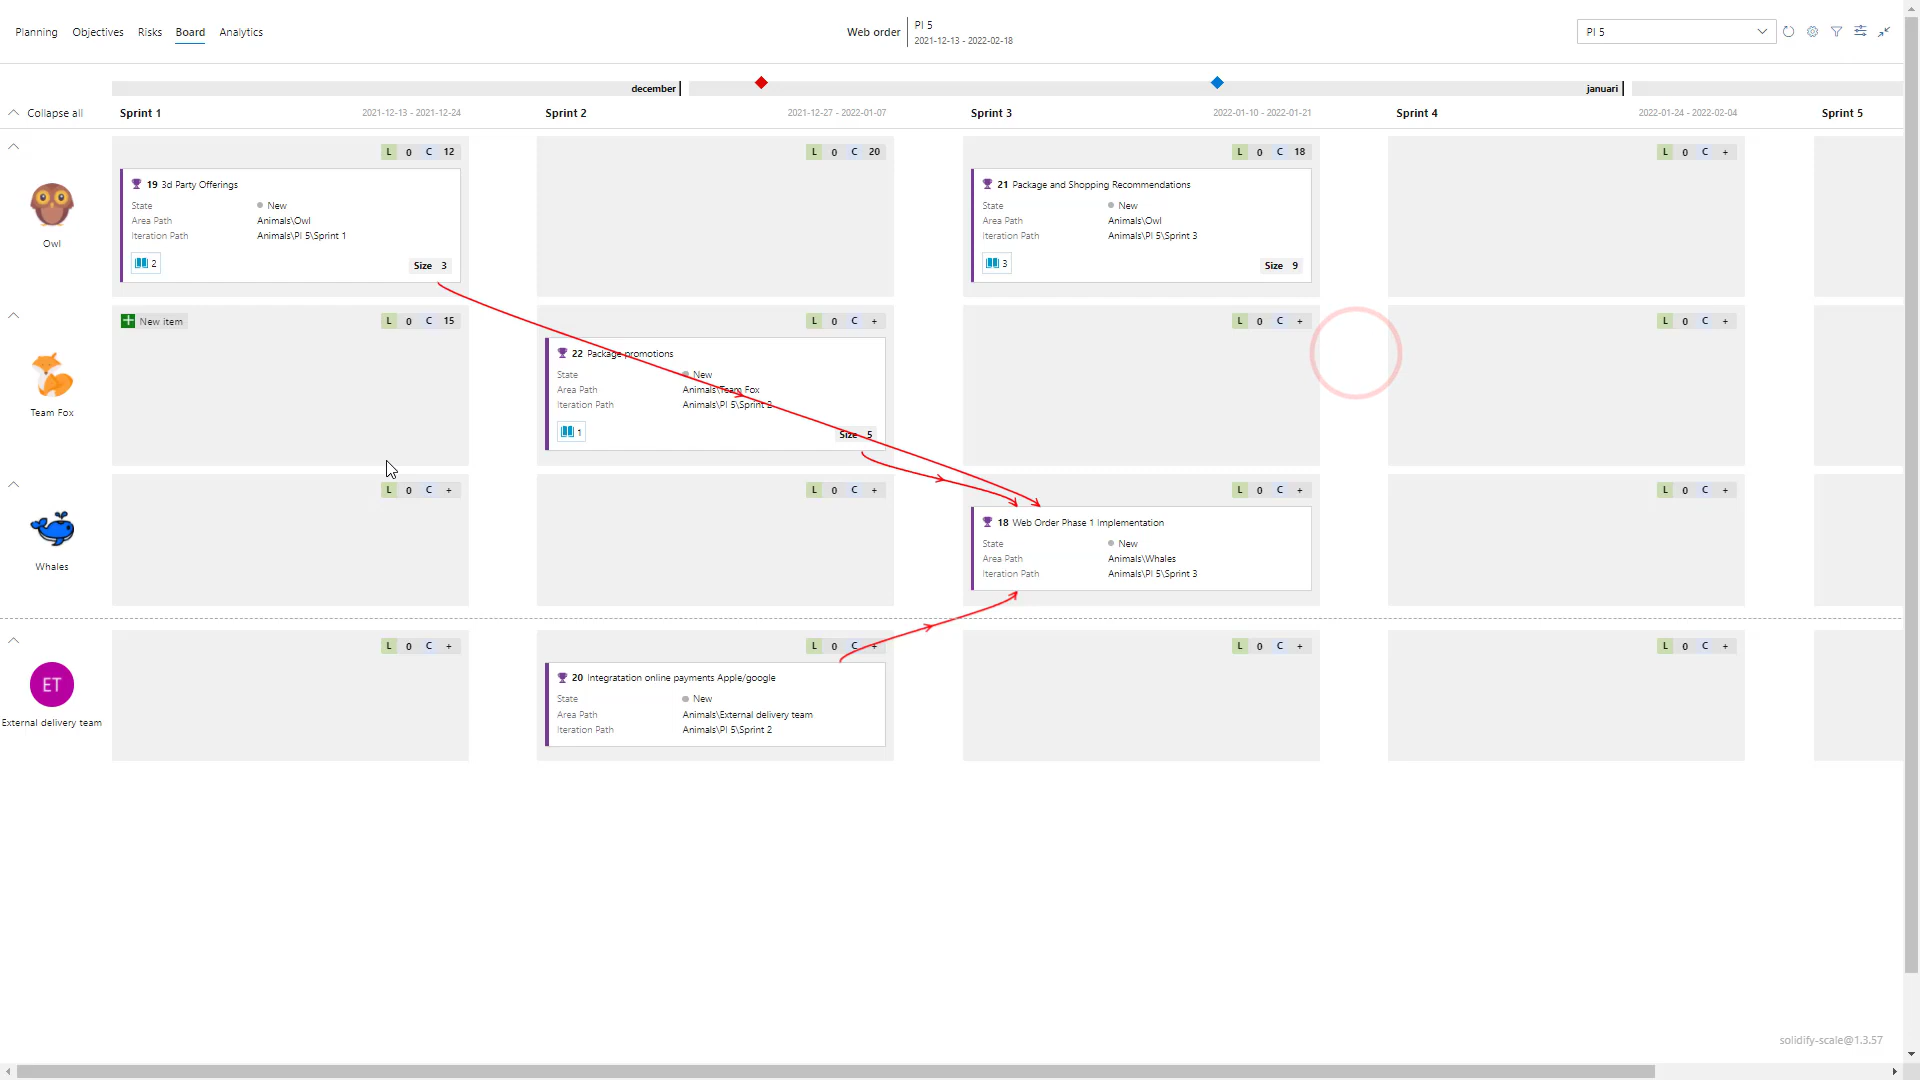 Planning Objectives Risks Board Analytics
Web order PI 5
2021-12-13 - 2022-02-18
PI 5
december januari
Collapse all
Sprint 1 2021-12-13 - 2021-12-24
Sprint 2 2021-12-27 - 2022-01-07
Sprint 3 2022-01-10 - 2022-01-21
Sprint 4 2022-01-24 - 2022-02-04
Sprint 5
Owl
L 0 C 12
19 3d Party Offerings
State New
Area Path Animals\Owl
Iteration Path Animals\PI 5\Sprint 1
2 Size 3
L 0 C 20
L 0 C 18
21 Package and Shopping Recommendations
State New
Area Path Animals\Owl
Iteration Path Animals\PI 5\Sprint 3
3 Size 9
L 0 C +
Team Fox
New item L 0 C 15
L 0 C +
22 Package promotions
State New
Area Path Animals\Team Fox
Iteration Path Animals\PI 5\Sprint 2
1 Size 5
L 0 C +
L 0 C +
Whales
L 0 C +
L 0 C +
L 0 C +
18 Web Order Phase 1 Implementation
State New
Area Path Animals\Whales
Iteration Path Animals\PI 5\Sprint 3
L 0 C +
ET
External delivery team
L 0 C +
L 0 C +
20 Integratation online payments Apple/google
State New
Area Path Animals\External delivery team
Iteration Path Animals\PI 5\Sprint 2
L 0 C +
L 0 C +
solidify-scale@1.3.57